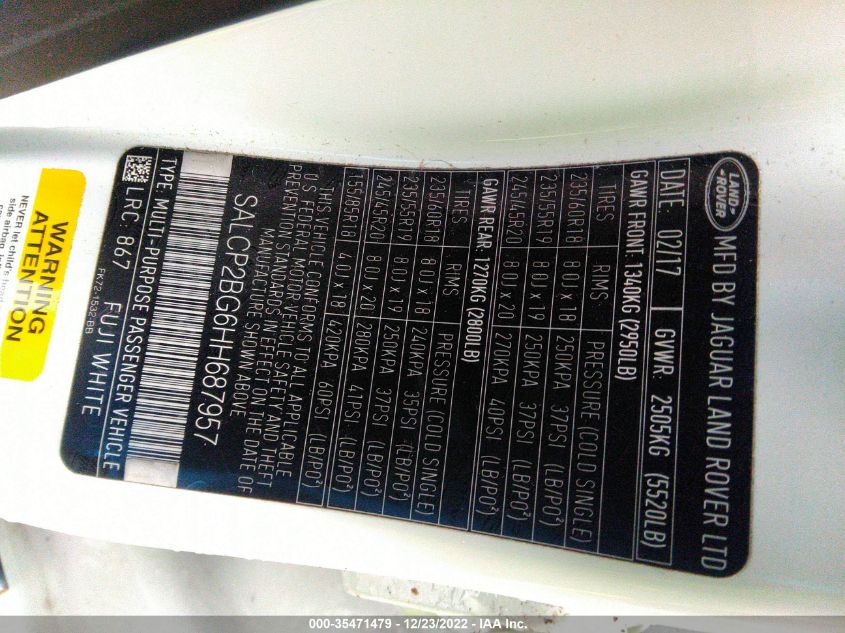 LAND
ROVER
MFD BY JAGUAR LAND ROVER LTD
DATE: 02/17 GVWR: 2505KG (5520LB)
GAWR FRONT: 1340KG (2950LB)
TIRES RIMS PRESSURE (COLD SINGLE)
235/60R18 8.0J x 18 250KPA 37PSI (LB/PO²)
235/55R19 8.0J x 19 250KPA 37PSI (LB/PO²)
245/45R20 8.0J x 20 270KPA 40PSI (LB/PO²)
GAWR REAR: 1270KG (2800LB)
TIRES RIMS PRESSURE (COLD SINGLE)
235/60R18 8.0J x 18 240KPA 35PSI (LB/PO²)
235/55R19 8.0J x 19 250KPA 37PSI (LB/PO²)
245/45R20 8.0J x 20 280KPA 41PSI (LB/PO²)
155/85R18 4.0J x 18 420KPA 60PSI (LB/PO²)
THIS VEHICLE CONFORMS TO ALL APPLICABLE
U.S FEDERAL MOTOR VEHICLE SAFETY AND THEFT
PREVENTION STANDARDS IN EFFECT ON THE DATE OF
MANUFACTURE SHOWN ABOVE.
SALCP2BG6HH687957
TYPE: MULTI-PURPOSE PASSENGER VEHICLE
LRC: 867 FUJI WHITE
FK72-1532-BB
WARNING
ATTENTION
NEVER let child's
side airbag
000-35471479 - 12/23/2022 - IAA Inc.